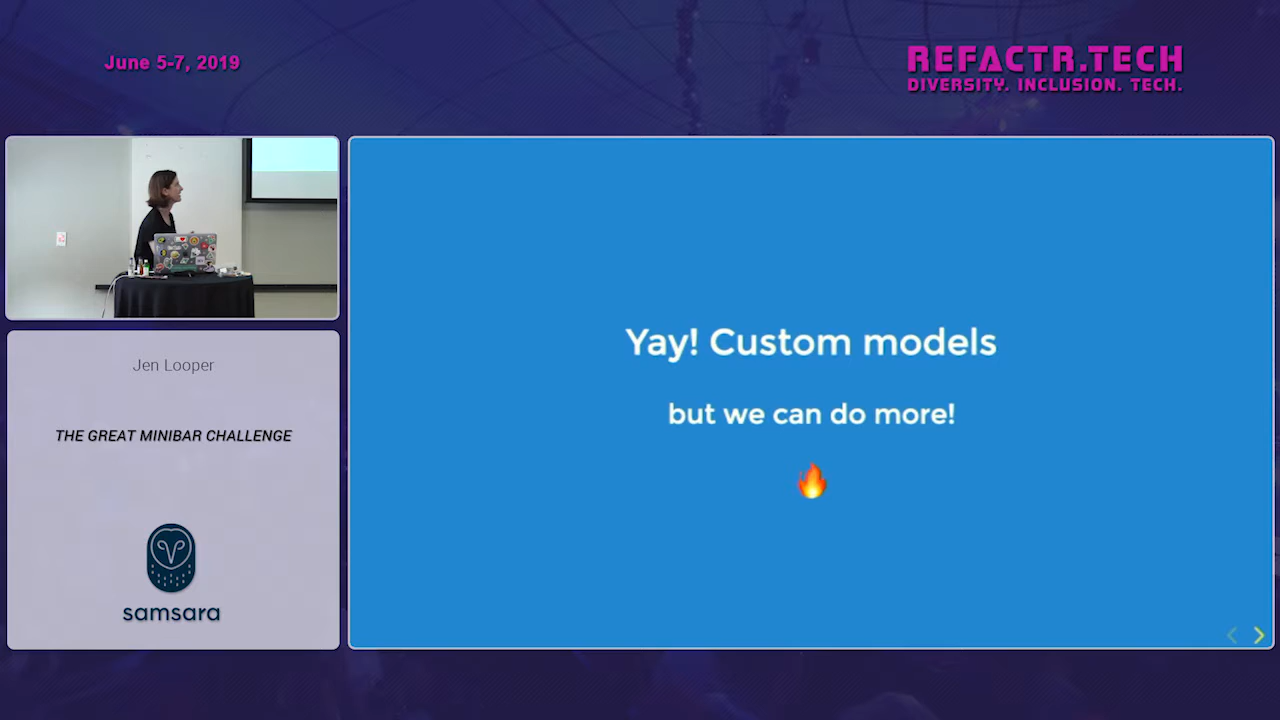 June 5-7, 2019
REFACTR.TECH
DIVERSITY. INCLUSION. TECH.
Jen Looper
THE GREAT MINIBAR CHALLENGE
samsara
Yay! Custom models
but we can do more!